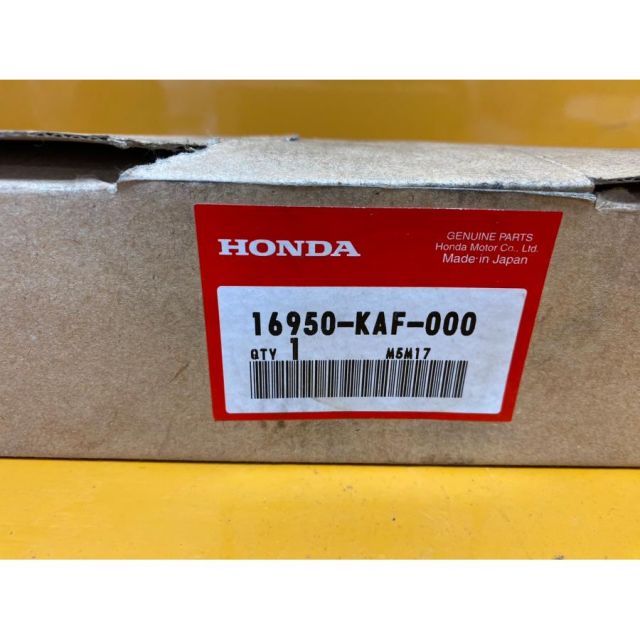 HONDA
GENUINE PARTS
Honda Motor Co., Ltd.
Made in Japan
16950-KAF-000
QTY 1 M5M17